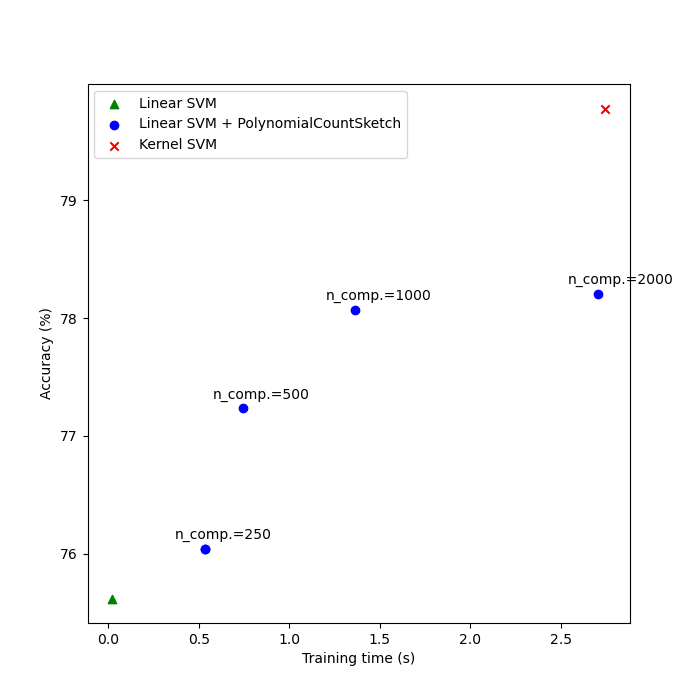 Linear SVM
Linear SVM + PolynomialCountSketch
Kernel SVM
79
78
77
76
Accuracy (%)
n_comp.=2000
n_comp.=1000
n_comp.=500
n_comp.=250
0.0 0.5 1.0 1.5 2.0 2.5
Training time (s)